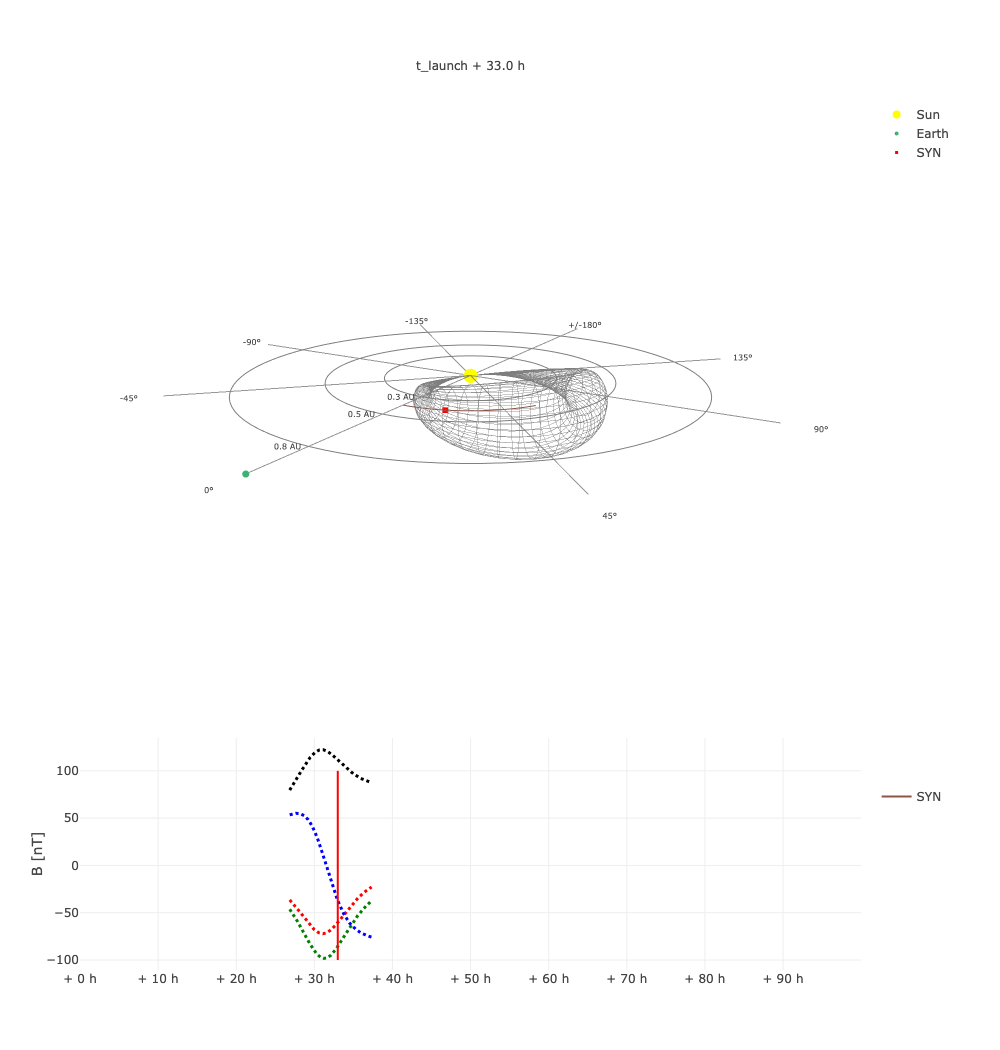 t_launch + 33.0 h
Sun
Earth
SYN
-135°
+/-180°
-90°
135°
-45°
0.3 AU
0.5 AU
90°
0.8 AU
0°
45°
100
50
0
−50
−100
B [nT]
SYN
+ 0 h
+ 10 h
+ 20 h
+ 30 h
+ 40 h
+ 50 h
+ 60 h
+ 70 h
+ 80 h
+ 90 h